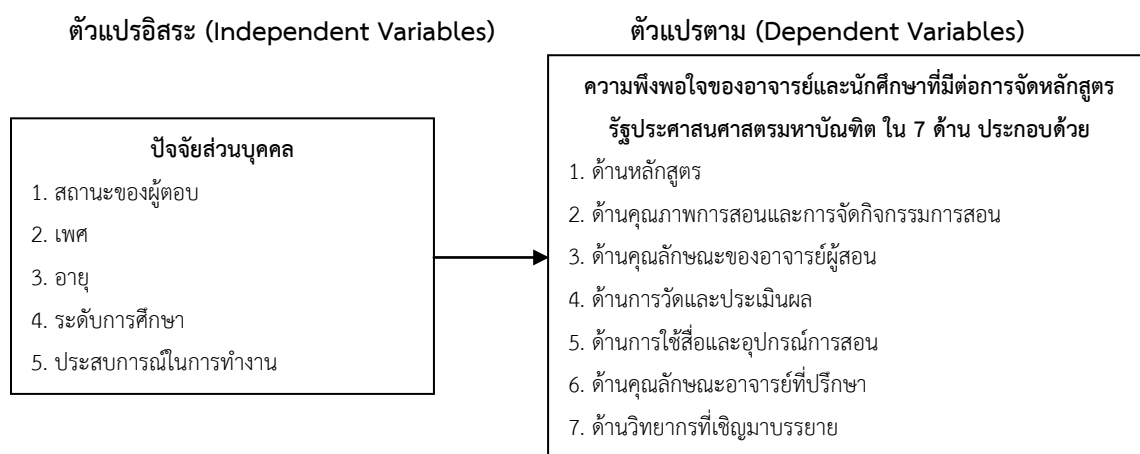 ตัวแปรอิสระ (Independent Variables)
ตัวแปรตาม (Dependent Variables)
ปัจจัยส่วนบุคคล
1. สถานะของผู้ตอบ
2. เพศ
3. อายุ
4. ระดับการศึกษา
5. ประสบการณ์ในการทำงาน
ความพึงพอใจของอาจารย์และนักศึกษาที่มีต่อการจัดหลักสูตร
รัฐประศาสนศาสตรมหาบัณฑิต ใน 7 ด้าน ประกอบด้วย
1. ด้านหลักสูตร
2. ด้านคุณภาพการสอนและการจัดกิจกรรมการสอน
3. ด้านคุณลักษณะของอาจารย์ผู้สอน
4. ด้านการวัดและประเมินผล
5. ด้านการใช้สื่อและอุปกรณ์การสอน
6. ด้านคุณลักษณะอาจารย์ที่ปรึกษา
7. ด้านวิทยากรที่เชิญมาบรรยาย